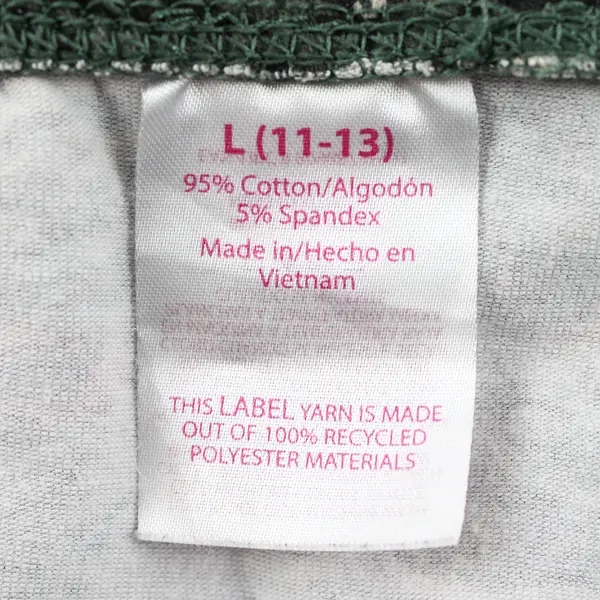 L (11-13)
95% Cotton/Algodón
5% Spandex
Made in/Hecho en
Vietnam
THIS LABEL YARN IS MADE
OUT OF 100% RECYCLED
POLYESTER MATERIALS